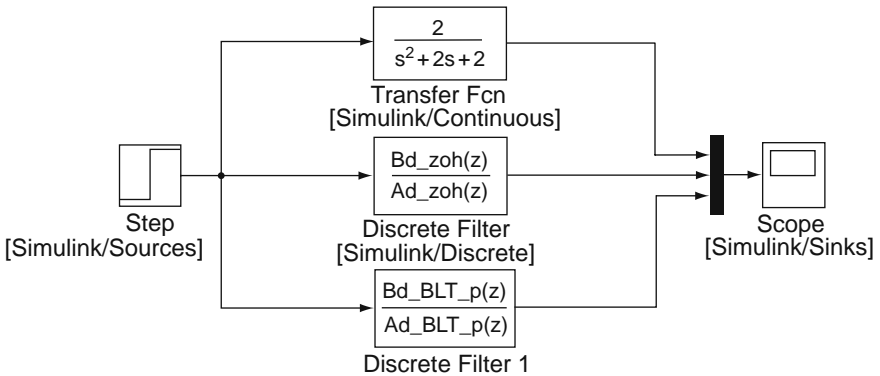 2
s²+2s+2
Transfer Fcn
[Simulink/Continuous]
Step
[Simulink/Sources]
Bd_zoh(z)
Ad_zoh(z)
Discrete Filter
[Simulink/Discrete]
Scope
[Simulink/Sinks]
Bd_BLT_p(z)
Ad_BLT_p(z)
Discrete Filter 1